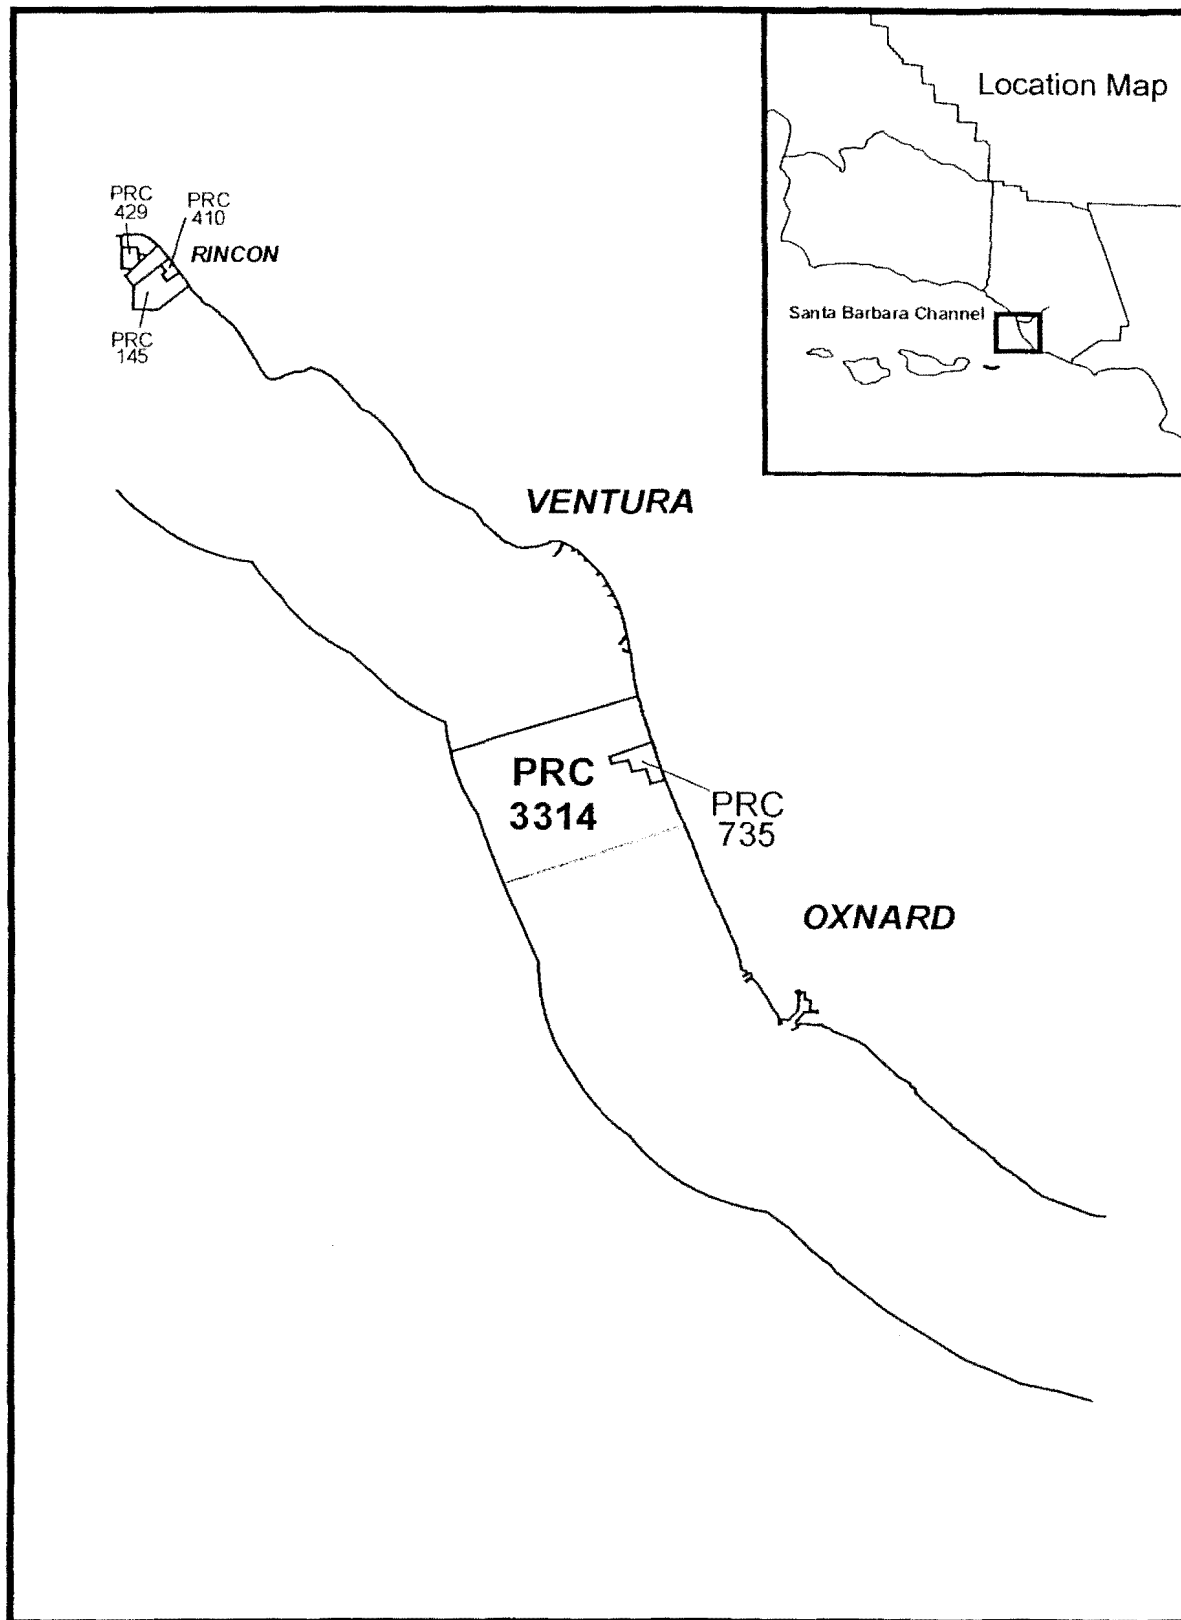 Location Map
Santa Barbara Channel
PRC
429
PRC
410
RINCON
PRC
145
VENTURA
PRC
3314
PRC
735
OXNARD